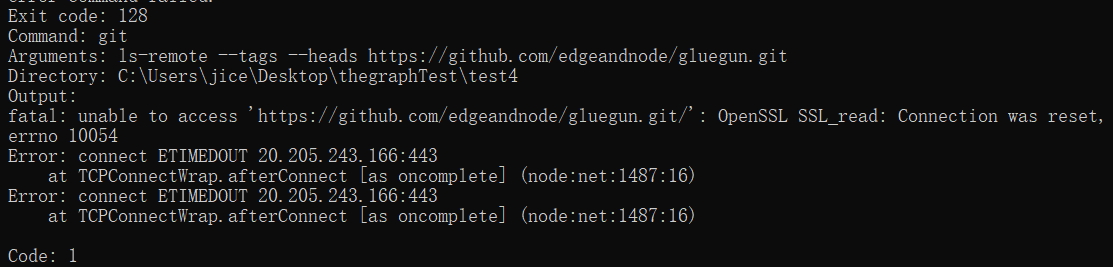 error Command failed.
Exit code: 128
Command: git
Arguments: ls-remote --tags --heads https://github.com/edgeandnode/gluegun.git
Directory: C:\Users\jice\Desktop\thegraphTest\test4
Output:
fatal: unable to access 'https://github.com/edgeandnode/gluegun.git/': OpenSSL SSL_read: Connection was reset,
errno 10054
Error: connect ETIMEDOUT 20.205.243.166:443
    at TCPConnectWrap.afterConnect [as oncomplete] (node:net:1487:16)
Error: connect ETIMEDOUT 20.205.243.166:443
    at TCPConnectWrap.afterConnect [as oncomplete] (node:net:1487:16)
Code: 1